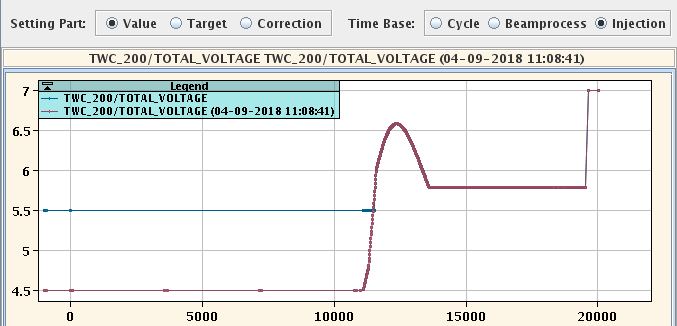 Setting Part: Value Target Correction Time Base: Cycle Beamprocess Injection
TWC_200/TOTAL_VOLTAGE TWC_200/TOTAL_VOLTAGE (04-09-2018 11:08:41)
Legend
TWC_200/TOTAL_VOLTAGE
TWC_200/TOTAL_VOLTAGE (04-09-2018 11:08:41)
7
6.5
6
5.5
5
4.5
0 5000 10000 15000 20000